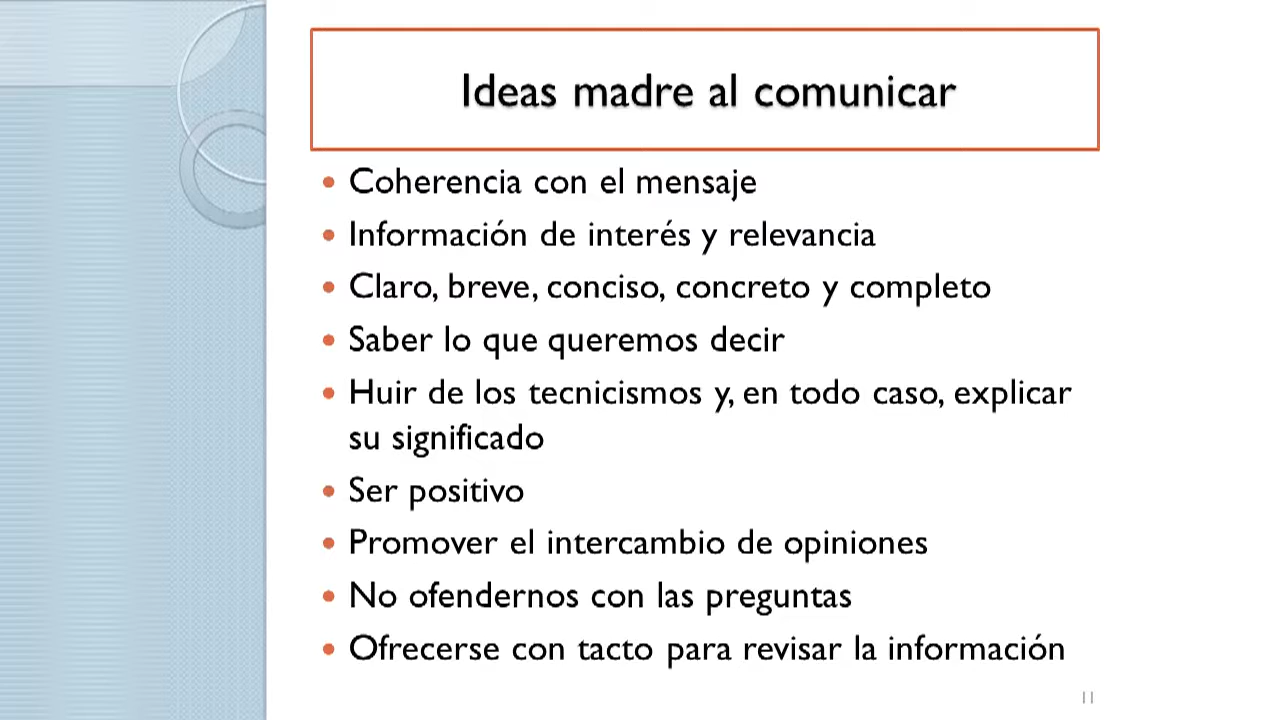 Ideas madre al comunicar
• Coherencia con el mensaje
• Información de interés y relevancia
• Claro, breve, conciso, concreto y completo
• Saber lo que queremos decir
• Huir de los tecnicismos y, en todo caso, explicar
su significado
• Ser positivo
• Promover el intercambio de opiniones
• No ofendernos con las preguntas
• Ofrecerse con tacto para revisar la información
11